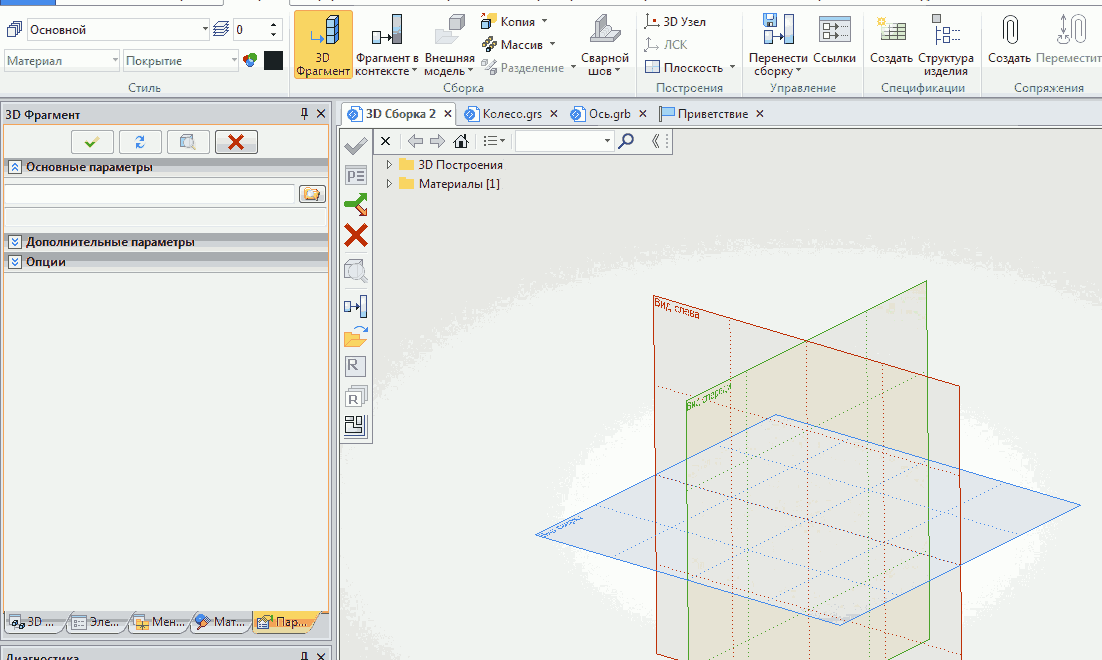 Основной 0
Материал Покрытие
Стиль
3D Фрагмент
Фрагмент в контексте
Внешняя модель
Копия
Массив
Разделение
Сварной шов
Сборка
3D Узел
ЛСК
Плоскость
Построения
Перенести сборку
Ссылки
Управление
Создать
Структура изделия
Спецификации
Создать
Переместит
Сопряжения
3D Фрагмент
Основные параметры
Дополнительные параметры
Опции
3D ...
Эле...
Мен...
Мат...
Пар...
Диагностика
3D Сборка 2
Колесо.grs
Ось.grb
Приветствие
3D Построения
Материалы [1]
Вид слева
Вид спереди